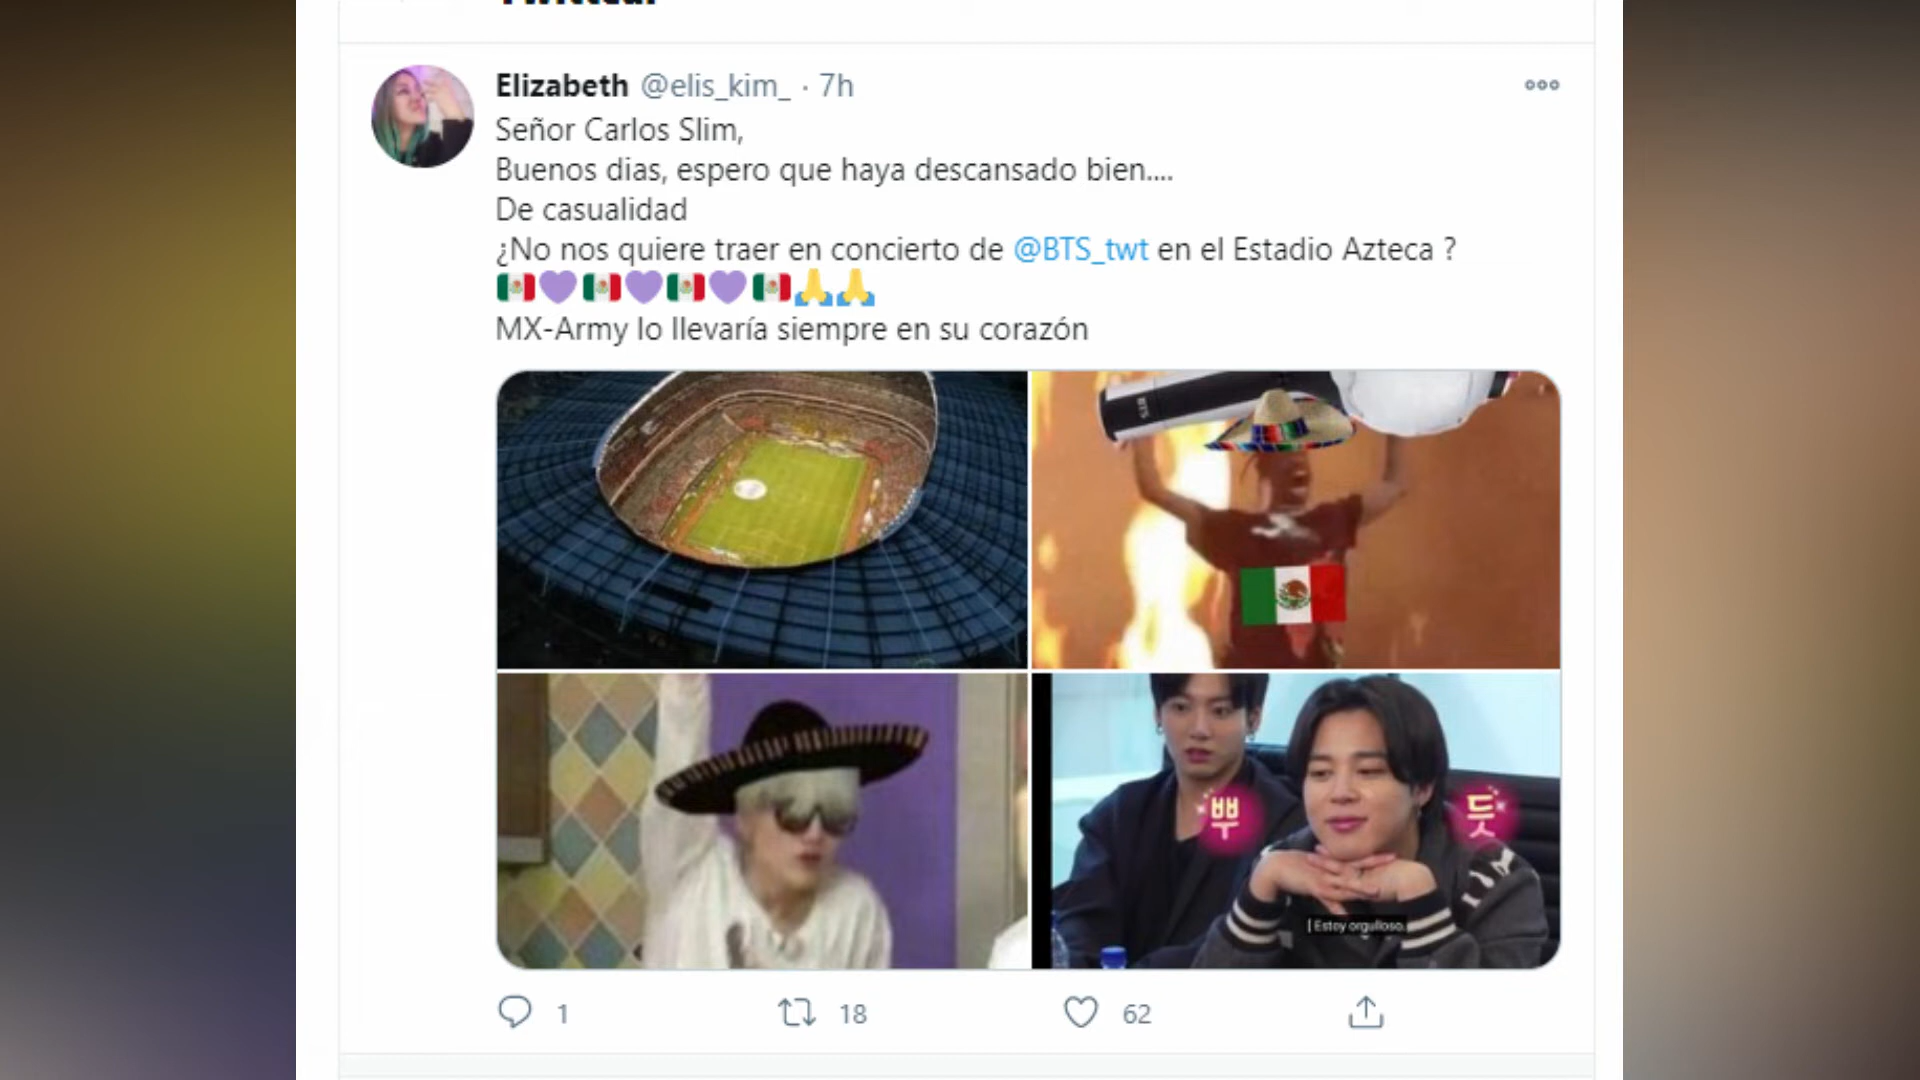 Elizabeth @elis_kim_ · 7h
Señor Carlos Slim,
Buenos dias, espero que haya descansado bien....
De casualidad
¿No nos quiere traer en concierto de @BTS_twt en el Estadio Azteca ?
🇲🇽💜🇲🇽💜🇲🇽💜🇲🇽🙏🙏
MX-Army lo llevaría siempre en su corazón
BTS
뿌
듯
[Estoy orgulloso.
1
18
62